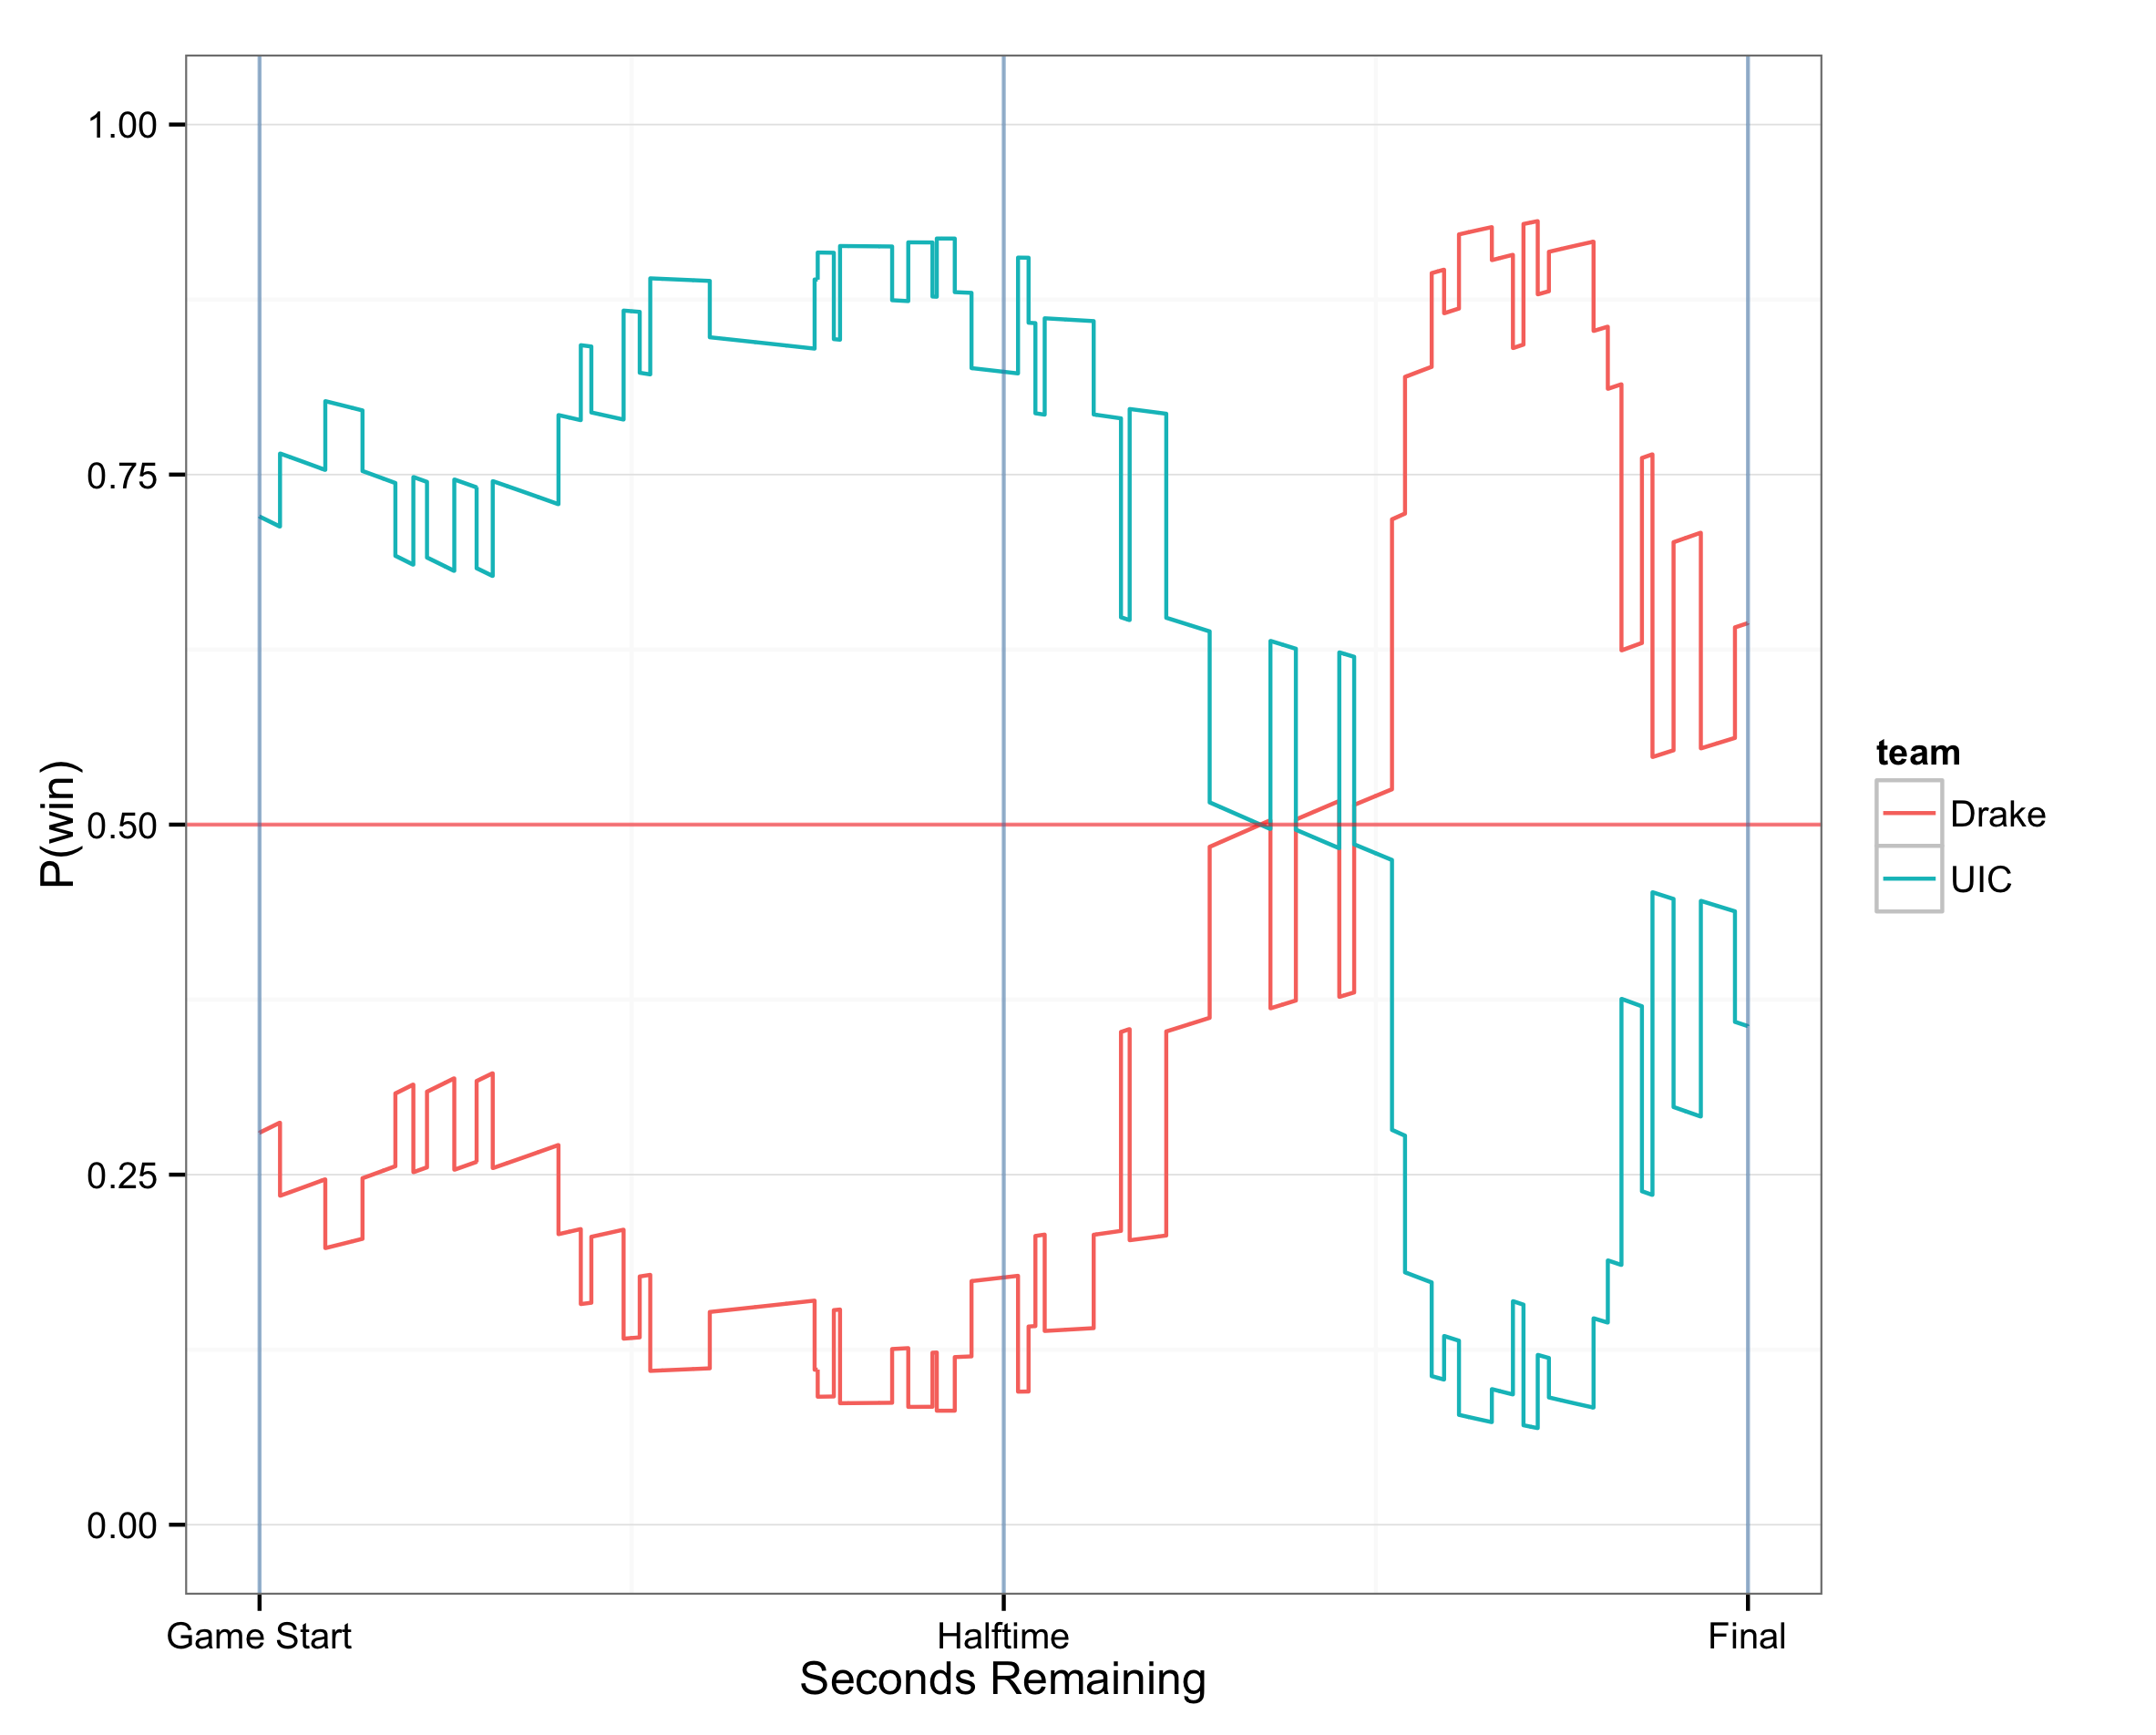 1.00
0.75
0.50
0.25
0.00
P(win)
Game Start
Halftime
Final
Seconds Remaining
team
Drake
UIC